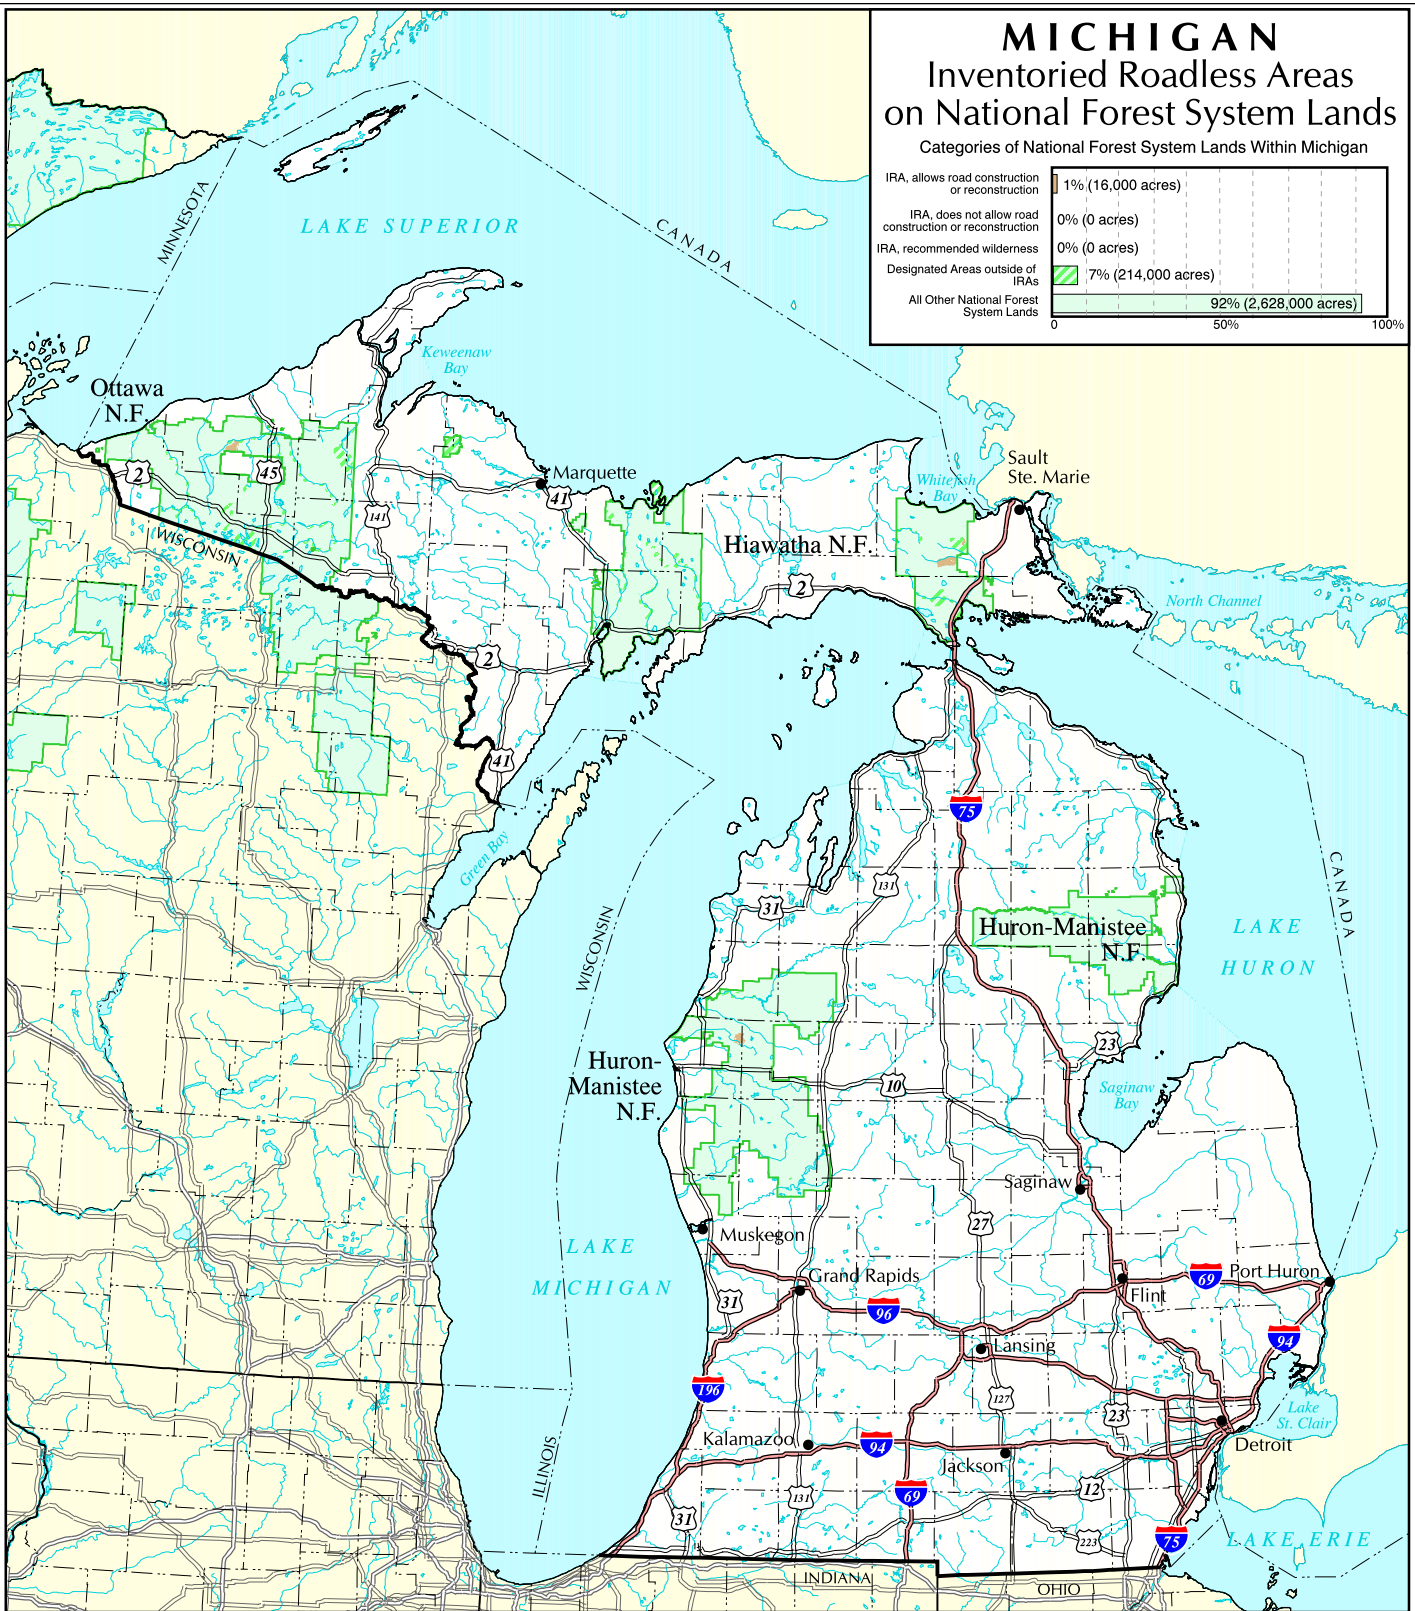 MICHIGAN
Inventoried Roadless Areas
on National Forest System Lands
Categories of National Forest System Lands Within Michigan
IRA, allows road construction
or reconstruction
1% (16,000 acres)
IRA, does not allow road
construction or reconstruction
0% (0 acres)
IRA, recommended wilderness
0% (0 acres)
Designated Areas outside of
IRAs
7% (214,000 acres)
All Other National Forest
System Lands
92% (2,628,000 acres)
0 50% 100%
MINNESOTA
LAKE SUPERIOR
CANADA
Keweenaw
Bay
Ottawa
N.F.
2
45
141
WISCONSIN
Marquette
41
Hiawatha N.F.
2
Whitefish
Bay
Sault
Ste. Marie
North Channel
2
41
Green Bay
75
131
31
CANADA
WISCONSIN
Huron-Manistee
N.F.
LAKE
HURON
Huron-
Manistee
N.F.
10
23
Saginaw
Bay
Saginaw
27
Muskegon
LAKE
MICHIGAN
Grand Rapids
31
96
69
Port Huron
Flint
94
Lansing
196
127
23
Lake
St. Clair
Kalamazoo
94
Jackson
Detroit
ILLINOIS
131
69
12
31
223
75
LAKE ERIE
INDIANA
OHIO